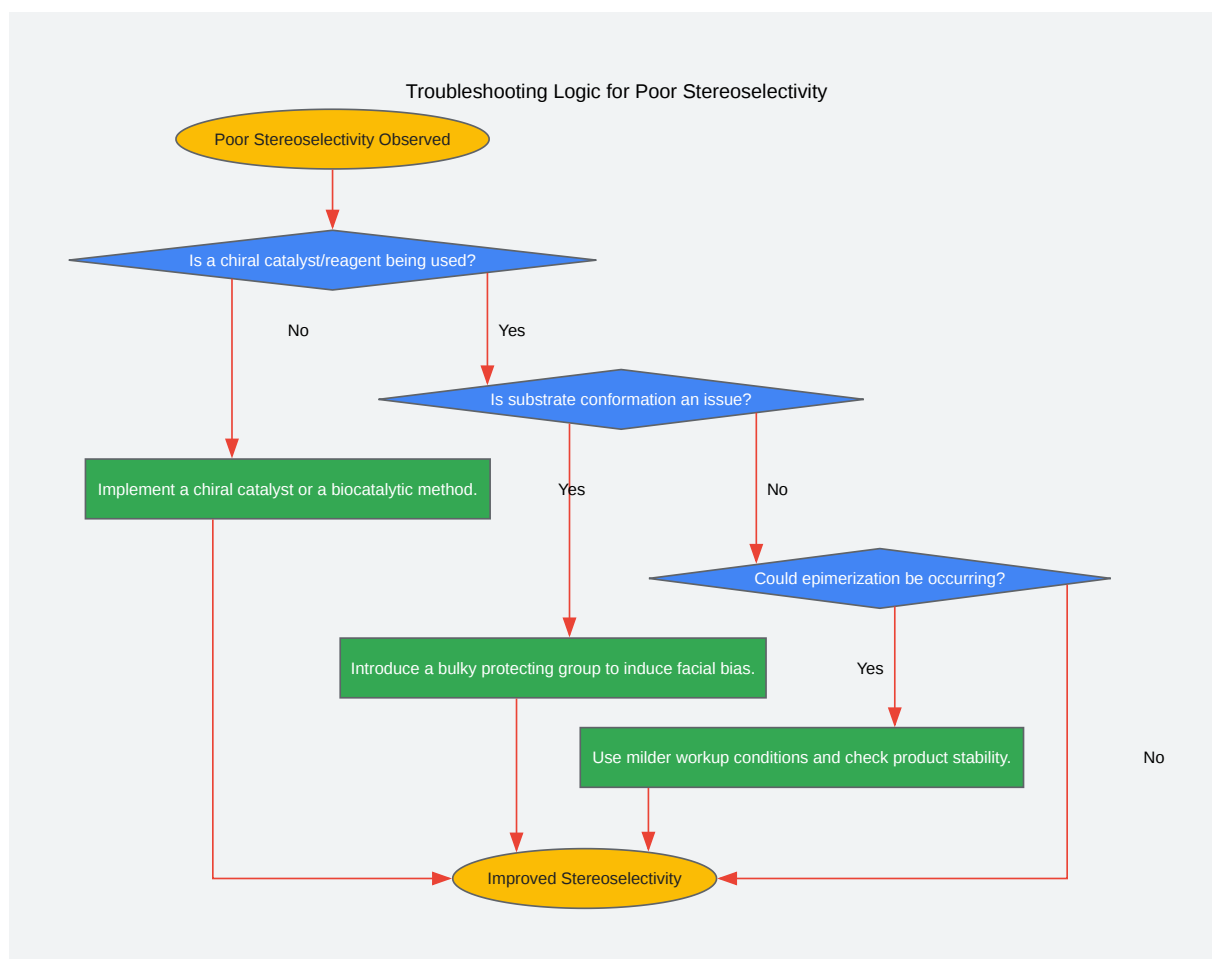 Troubleshooting Logic for Poor Stereoselectivity
Poor Stereoselectivity Observed
Is a chiral catalyst/reagent being used?
No
Yes
Is substrate conformation an issue?
Implement a chiral catalyst or a biocatalytic method.
Yes
No
Could epimerization be occurring?
Introduce a bulky protecting group to induce facial bias.
Yes
Use milder workup conditions and check product stability.
No
Improved Stereoselectivity